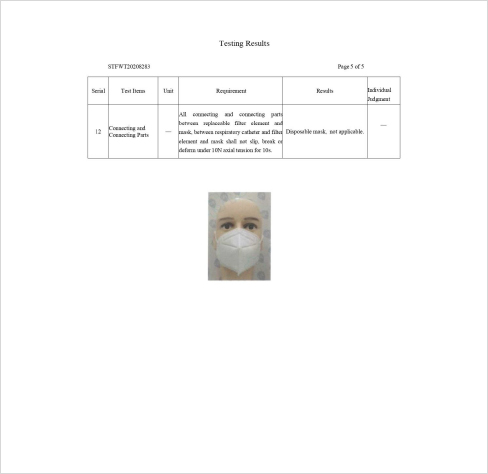 Testing Results
STFWT20208283 Page 5 of 5
Serial Test Items Unit Requirement Results Individual
Judgment
All connecting and connecting parts
between replaceable filter element and
12 Connecting and — mask, between respiratory catheter and filter Disposable mask, not applicable. —
Connecting Parts
element and mask shall not slip, break or
deform under 10N axial tension for 10s.